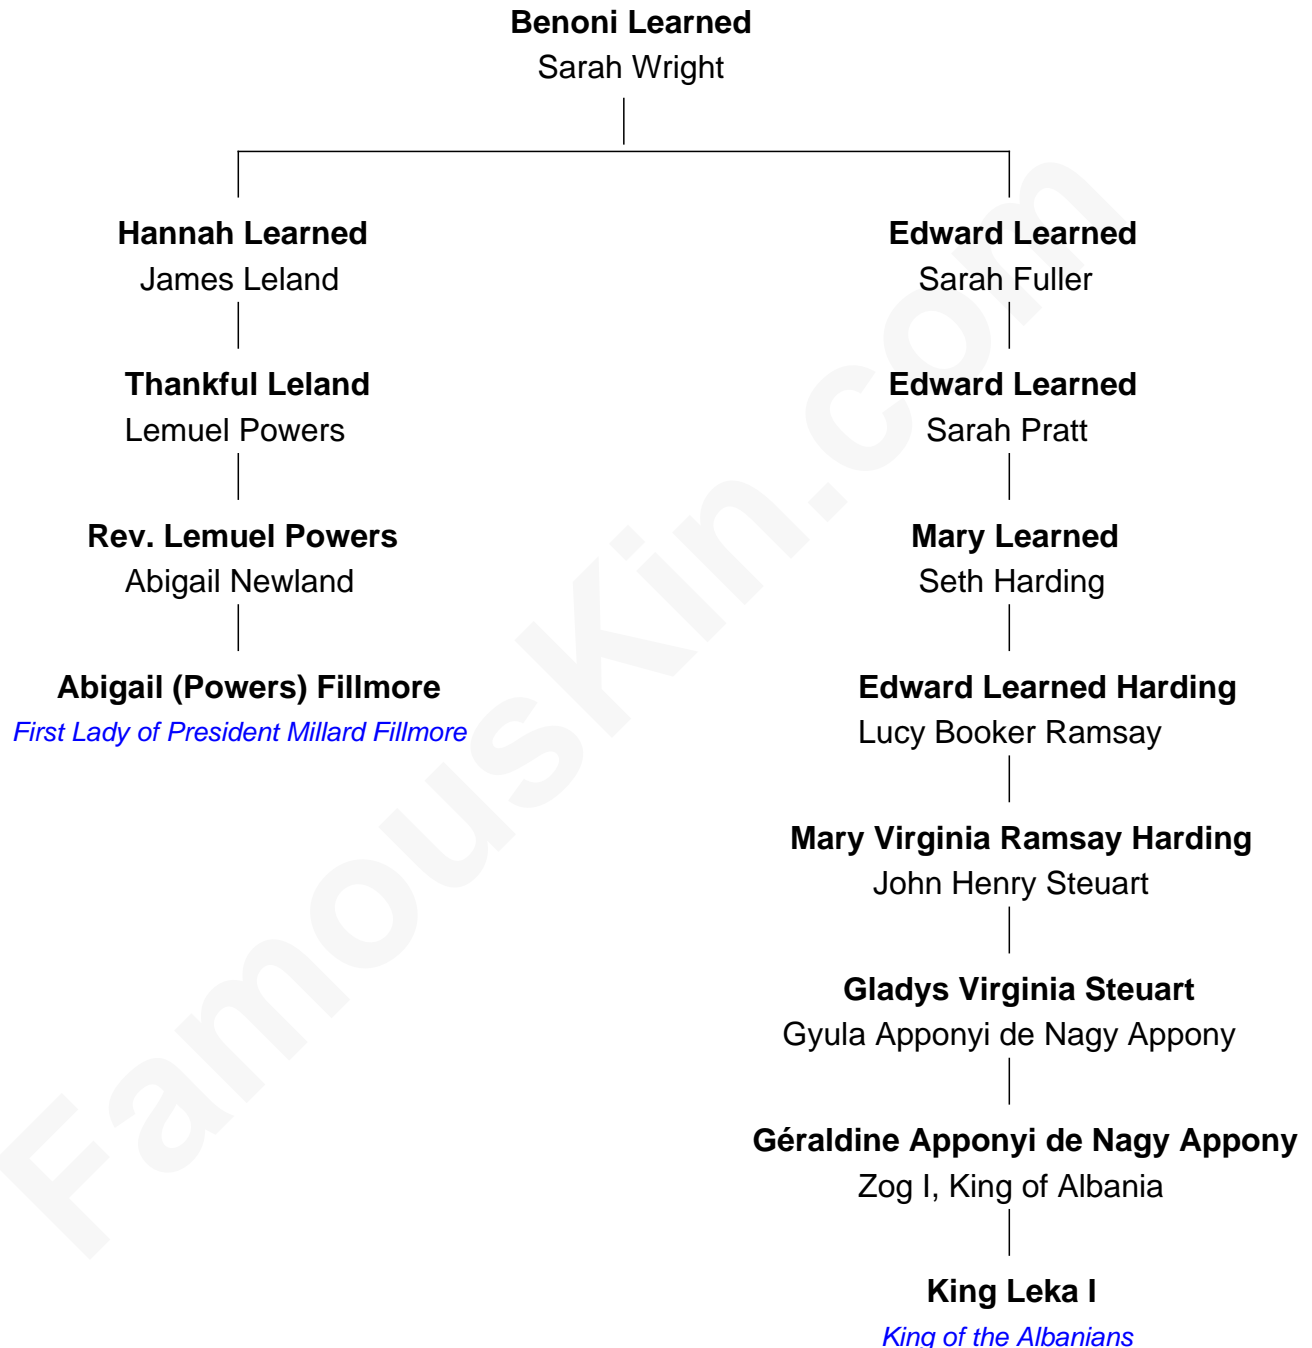 Benoni Learned
Sarah Wright
Hannah Learned
James Leland
Thankful Leland
Lemuel Powers
Rev. Lemuel Powers
Abigail Newland
Abigail (Powers) Fillmore
First Lady of President Millard Fillmore
Edward Learned
Sarah Fuller
Edward Learned
Sarah Pratt
Mary Learned
Seth Harding
Edward Learned Harding
Lucy Booker Ramsay
Mary Virginia Ramsay Harding
John Henry Steuart
Gladys Virginia Steuart
Gyula Apponyi de Nagy Appony
Géraldine Apponyi de Nagy Appony
Zog I, King of Albania
King Leka I
King of the Albanians
FamousKin.com